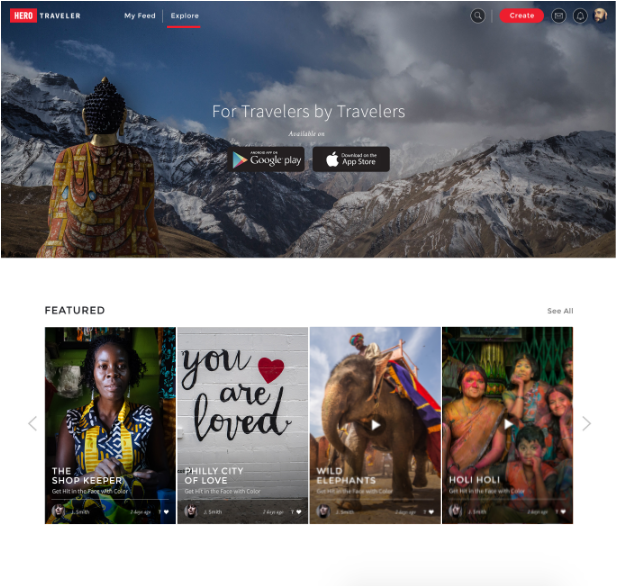 HERO TRAVELER
My Feed
Explore
Create
For Travelers by Travelers
Available on
ANDROID APP ON
Google play
Download on the
App Store
FEATURED
See All
you
are
loved
THE
SHOP KEEPER
Get Hit in the Face with Color
J. Smith
2 days ago
1
PHILLY CITY
OF LOVE
Get Hit in the Face with Color
J. Smith
2 days ago
1
WILD
ELEPHANTS
Get Hit in the Face with Color
J. Smith
2 days ago
1
HOLI HOLI
Get Hit in the Face with Color
J. Smith
2 days ago
1